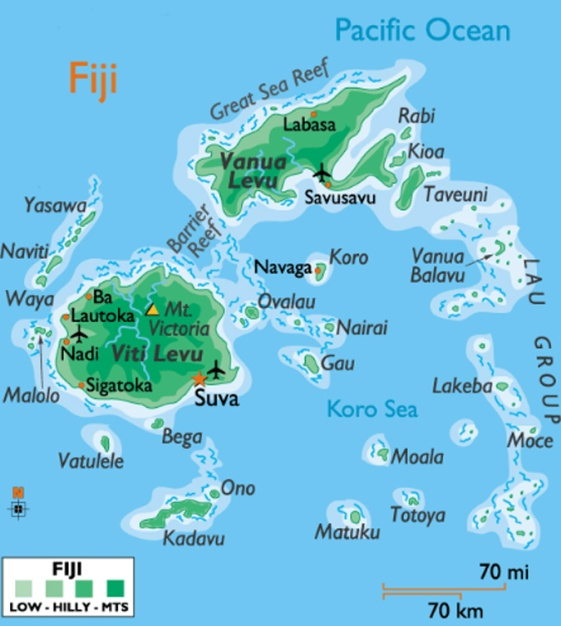 Pacific Ocean
Fiji
Great Sea Reef
Labasa
Rabi
Kioa
Vanua
Levu
Savusavu
Taveuni
Yasawa
Barrier
Reef
Naviti
Navaga
Koro
Vanua
Balavu
LAU GROUP
Waya
Ba
Ovalau
Lautoka
Mt.
Victoria
Nairai
Nadi
Viti Levu
Gau
Malolo
Sigatoka
Suva
Lakeba
Koro Sea
Bega
Moce
Vatulele
Moala
Ono
N
Totoya
Matuku
Kadavu
FIJI
LOW - HILLY - MTS
70 mi
70 km